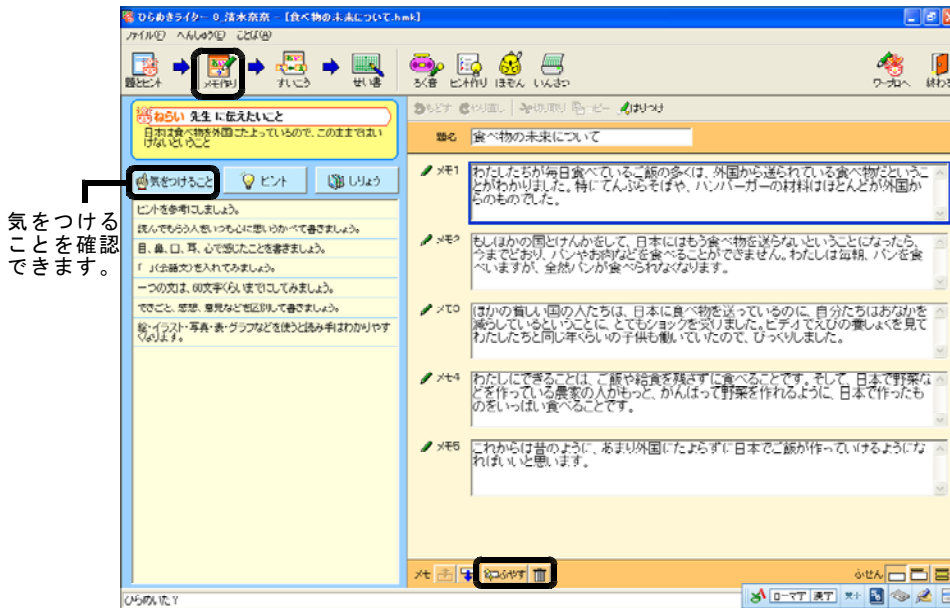 ひらめきライター 0_清水奈奈 - [食べ物の未来について.hmk]
ファイル(F) へんしゅう(E) ことば(W)
題とヒント
メモ作り
すいこう
せい書
ろく音
ヒント作り
ほぞん
いんさつ
ワープロへ
終わる
もどす
やり直し
切り取り
コピー
はりつけ
ねらい 先生 に伝えたいこと
日本は食べ物を外国にたよっているので、このままではい
けないということ
気をつけること
ヒント
しりょう
ヒントを参考にしましょう。
読んでもらう人をいつも心に思いうかべて書きましょう。
目、鼻、口、耳、心で感じたことを書きましょう。
「 」(会話文)を入れてみましょう。
一つの文は、60文字くらいまでにしてみましょう。
できごと、感想、意見などを区別して書きましょう。
絵・イラスト・写真・表・グラフなどを使うと読み手はわかりやす
くなります。
気をつける
ことを確認
できます。
題名 食べ物の未来について
メモ1
わたしたちが毎日食べているご飯の多くは、外国から送られている食べ物だというこ
とがわかりました。特にてんぷらそばや、ハンバーガーの材料はほとんどが外国か
らのものでした。
メモ2
もしほかの国とけんかをして、日本にはもう食べ物を送らないということになったら、
今までどおり、パンやお肉などを食べることができません。わたしは毎朝、パンを食
べいますが、全然パンが食べられなくなります。
メモ3
ほかの貧しい国の人たちは、日本に食べ物を送っているのに、自分たちはおなかを
減らしているということに、とてもショックを受けました。ビデオでえびの養しょくを見て
わたしたちと同じ年くらいの子供も働いていたので、びっくりしました。
メモ4
わたしにできることは、ご飯や給食を残さずに食べることです。そして、日本で野菜な
どを作っている農家の人がもっと、がんばって野菜を作れるように、日本で作ったも
のをいっぱい食べることです。
メモ5
これからは昔のように、あまり外国にたよらずに日本でご飯が作っていけるようにな
ればいいと思います。
メモ
ふやす
ふせん
ローマ字 漢字